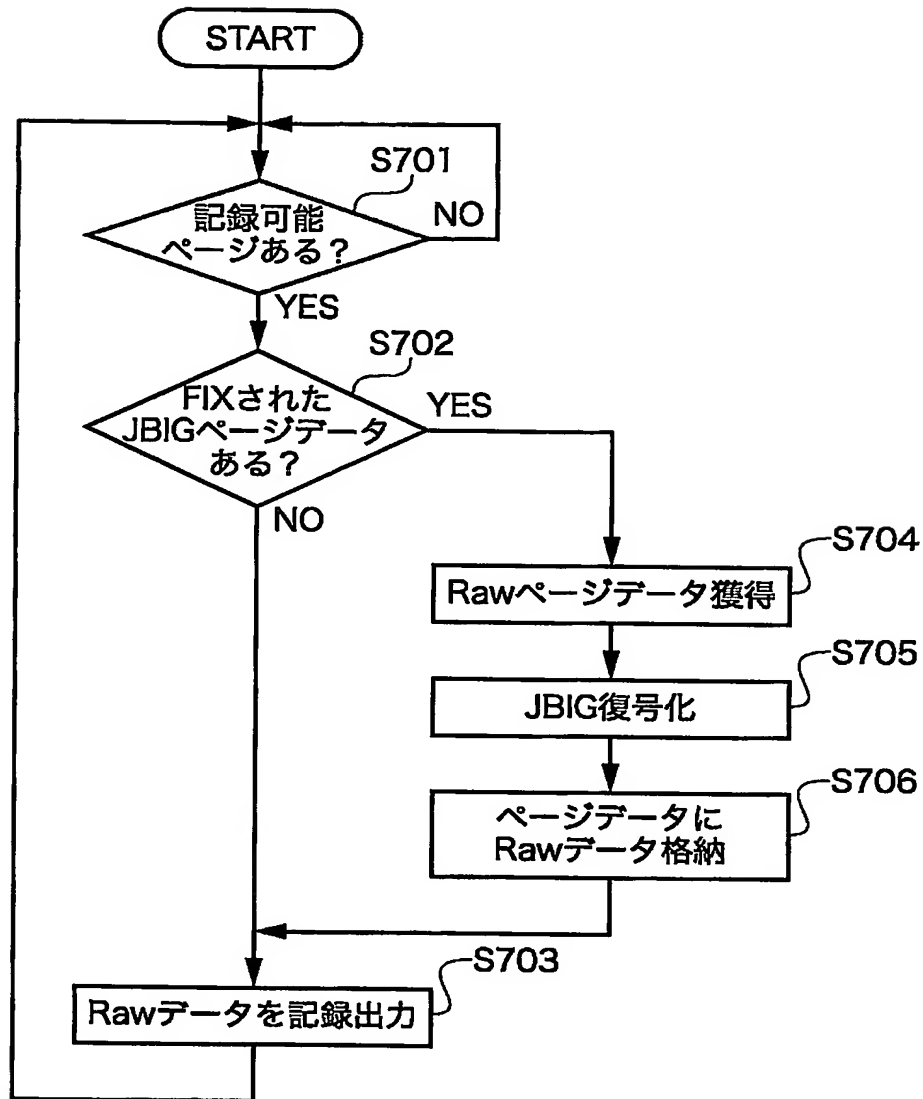 START
S701
記録可能
ページある？
NO
YES
S702
FIXされた
JBIGページデータ
ある？
YES
NO
S704
Rawページデータ獲得
S705
JBIG復号化
S706
ページデータに
Rawデータ格納
S703
Rawデータを記録出力